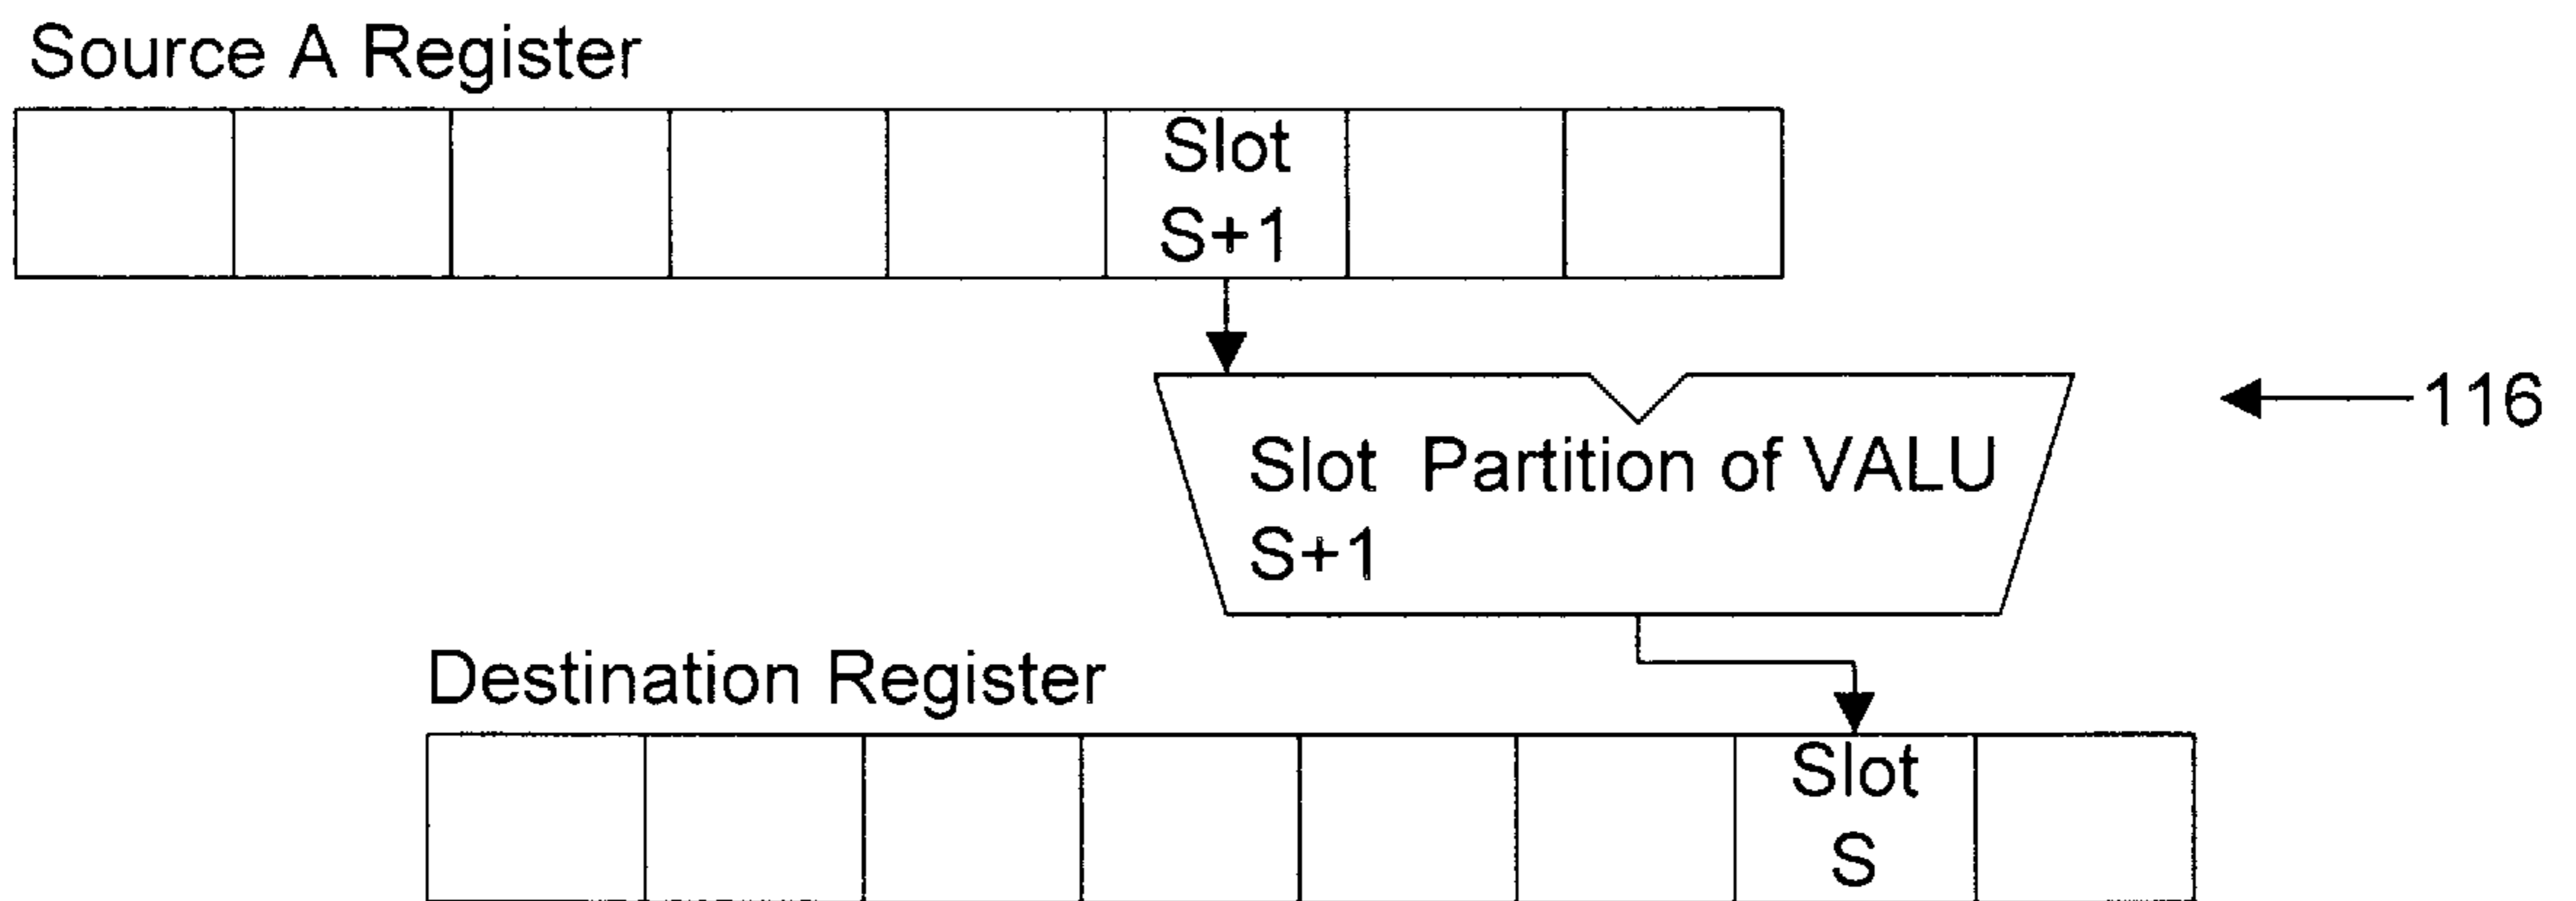 Source A Register
Slot
S+1
116
Slot Partition of VALU
S+1
Destination Register
Slot
S